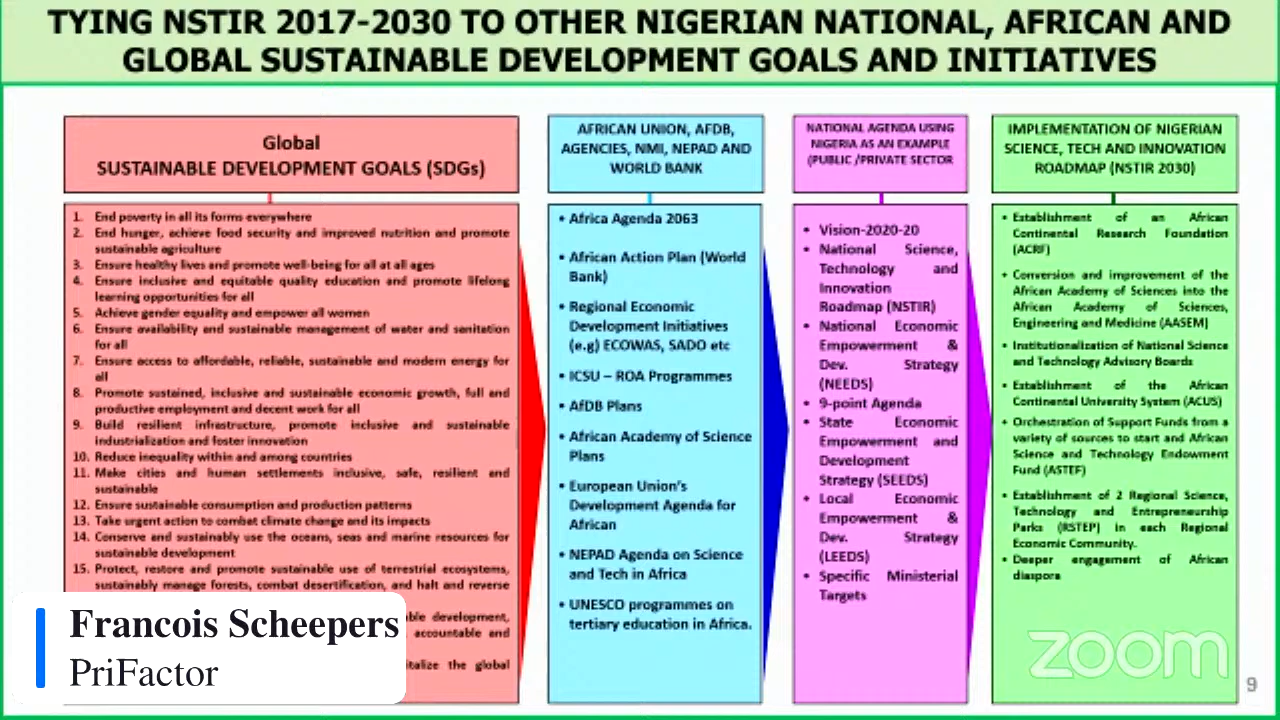 TYING NSTIR 2017-2030 TO OTHER NIGERIAN NATIONAL, AFRICAN AND
GLOBAL SUSTAINABLE DEVELOPMENT GOALS AND INITIATIVES
Global
SUSTAINABLE DEVELOPMENT GOALS (SDGs)
1. End poverty in all its forms everywhere
2. End hunger, achieve food security and improved nutrition and promote
sustainable agriculture
3. Ensure healthy lives and promote well-being for all at all ages
4. Ensure inclusive and equitable quality education and promote lifelong
learning opportunities for all
5. Achieve gender equality and empower all women
6. Ensure availability and sustainable management of water and sanitation
for all
7. Ensure access to affordable, reliable, sustainable and modern energy for
all
8. Promote sustained, inclusive and sustainable economic growth, full and
productive employment and decent work for all
9. Build resilient infrastructure, promote inclusive and sustainable
industrialization and foster innovation
10. Reduce inequality within and among countries
11. Make cities and human settlements inclusive, safe, resilient and
sustainable
12. Ensure sustainable consumption and production patterns
13. Take urgent action to combat climate change and its impacts
14. Conserve and sustainably use the oceans, seas and marine resources for
sustainable development
15. Protect, restore and promote sustainable use of terrestrial ecosystems,
sustainably manage forests, combat desertification, and halt and reverse
development,
accountable and
the global
AFRICAN UNION, AFDB,
AGENCIES, NMI, NEPAD AND
WORLD BANK
• Africa Agenda 2063
• African Action Plan (World
Bank)
• Regional Economic
Development Initiatives
(e.g) ECOWAS, SADO etc
• ICSU – ROA Programmes
• AfDB Plans
• African Academy of Science
Plans
• European Union's
Development Agenda for
African
• NEPAD Agenda on Science
and Tech in Africa
• UNESCO programmes on
tertiary education in Africa.
NATIONAL AGENDA USING
NIGERIA AS AN EXAMPLE
(PUBLIC /PRIVATE SECTOR
• Vision-2020-20
• National Science,
Technology and
Innovation
Roadmap (NSTIR)
• National Economic
Empowerment &
Dev. Strategy
(NEEDS)
• 9-point Agenda
• State Economic
Empowerment and
Development
Strategy (SEEDS)
• Local Economic
Empowerment &
Dev. Strategy
(LEEDS)
• Specific Ministerial
Targets
IMPLEMENTATION OF NIGERIAN
SCIENCE, TECH AND INNOVATION
ROADMAP (NSTIR 2030)
• Establishment of an African
Continental Research Foundation
(ACRF)
• Conversion and improvement of the
African Academy of Sciences into the
African Academy of Sciences,
Engineering and Medicine (AASEM)
• Institutionalization of National Science
and Technology Advisory Boards
• Establishment of the African
Continental University System (ACUS)
• Orchestration of Support Funds from a
variety of sources to start and African
Science and Technology Endowment
Fund (ASTEF)
• Establishment of 2 Regional Science,
Technology and Entrepreneurship
Parks (RSTEP) in each Regional
Economic Community.
• Deeper engagement of African
diaspora
Francois Scheepers
PriFactor
zoom
9